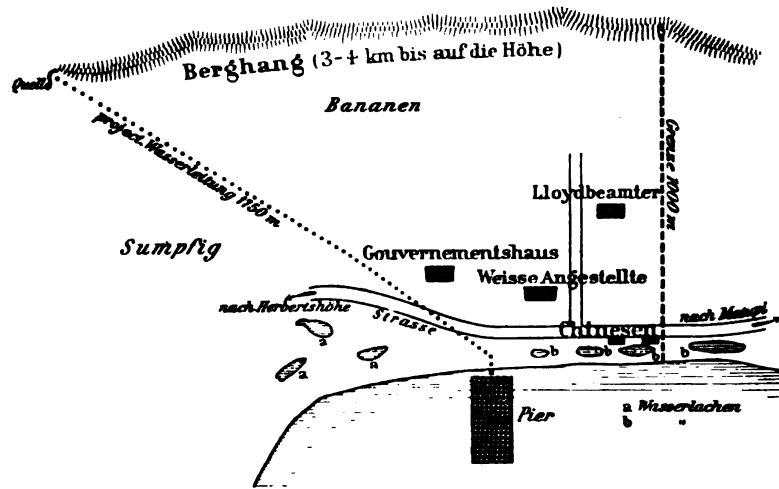 Berghang (3-4 km bis auf die Höhe)
Quelle
Bananen
project. Wasserleitung 1150 m
Grenze 1000 m
Lloydbeamter
Sumpfig
Gouvernementshaus
Weisse Angestellte
nach Herbertshöhe
Strasse
nach Matupi
Chinesen
a
a
a
b
b
b
b
Pier
a Wasserlachen
b "